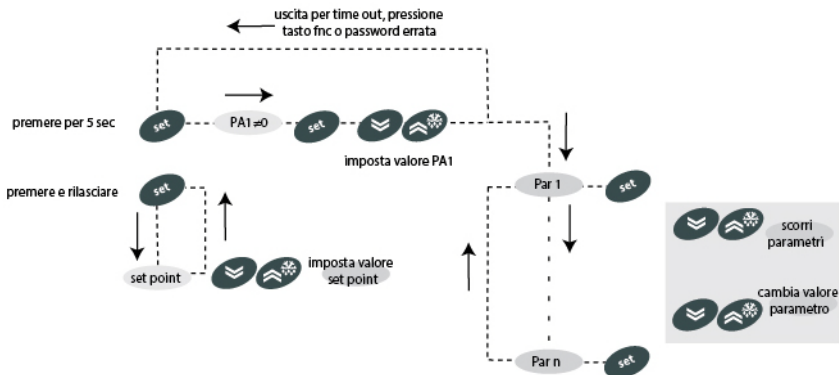 uscita per time out, pressione
tasto fnc o password errata
premere per 5 sec
set
PA1≠0
set
imposta valore PA1
premere e rilasciare
set
set point
imposta valore
set point
Par 1
set
scorri
parametri
cambia valore
parametro
Par n
set